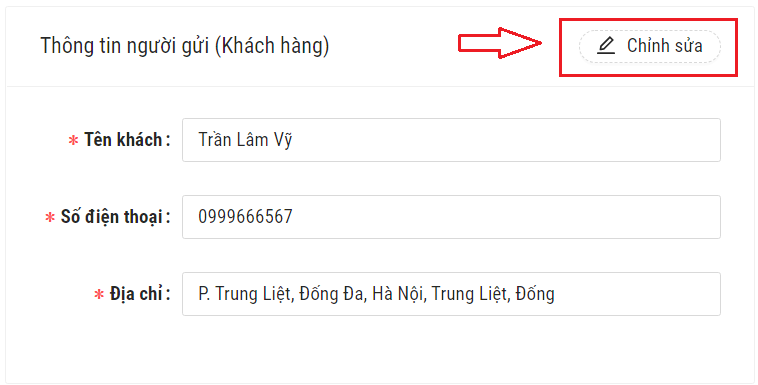 Thông tin người gửi (Khách hàng)
Chỉnh sửa
* Tên khách : Trần Lâm Vỹ
* Số điện thoại : 0999666567
* Địa chỉ : P. Trung Liệt, Đống Đa, Hà Nội, Trung Liệt, Đống